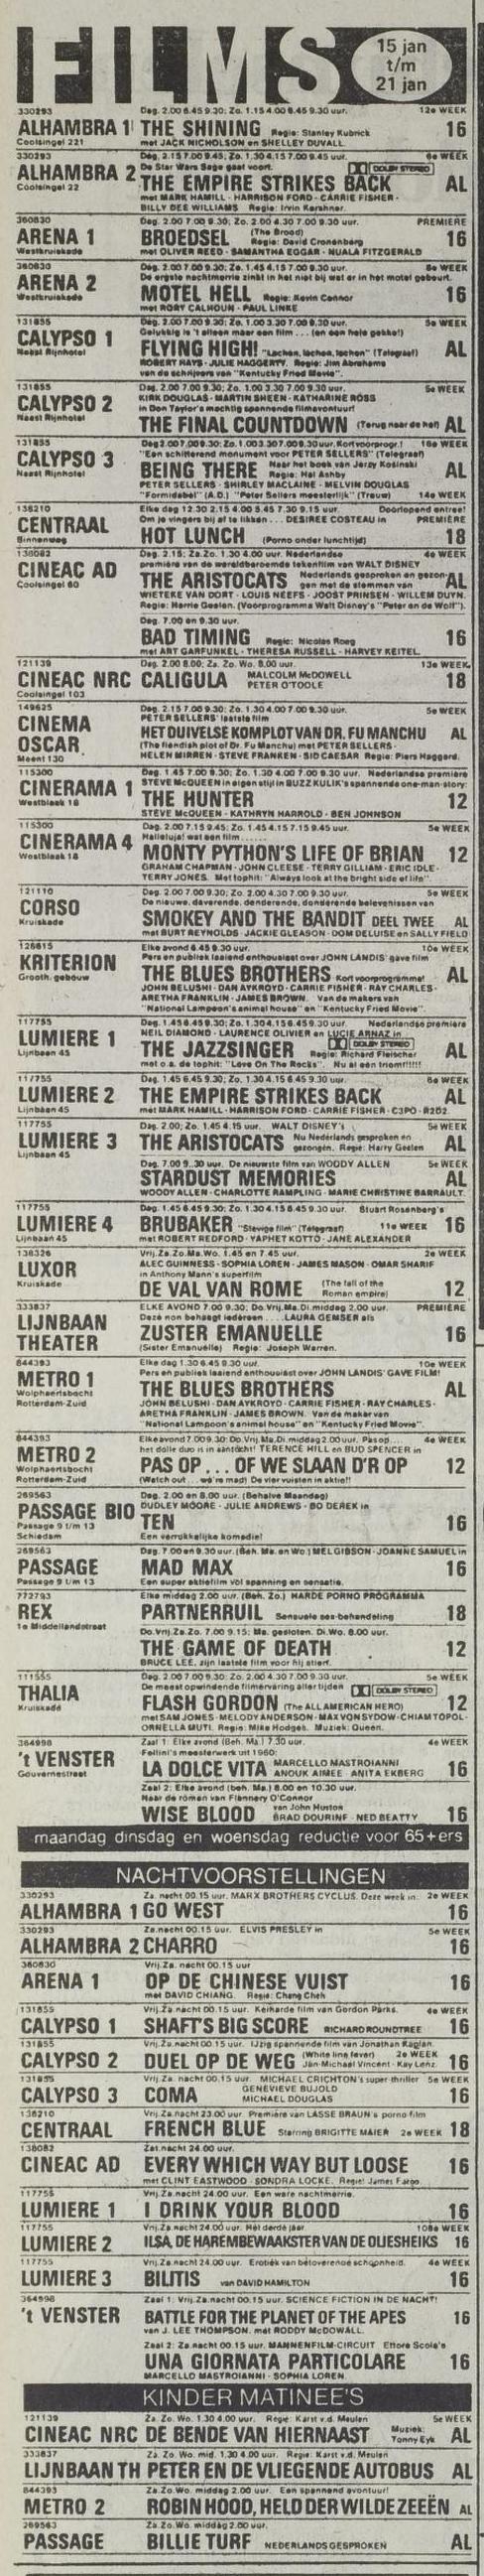 FILMS
15 jan
t/m
21 jan
330293 Dag. 2.00 6.45 9.30; Zo. 1.15 4.00 6.45 9.30 uur. 12e WEEK
ALHAMBRA 1 THE SHINING Regie: Stanley Kubrick 16
Coolsingel 221 met JACK NICHOLSON en SHELLEY DUVALL.
330293 Dag. 2.15 7.00 9.45; Zo. 1.30 4.15 7.00 9.45 uur. 6e WEEK
ALHAMBRA 2 De Star Wars Saga gaat voort. DOLBY STEREO
Coolsingel 22 THE EMPIRE STRIKES BACK AL
met MARK HAMILL - HARRISON FORD - CARRIE FISHER -
BILLY DEE WILLIAMS Regie: Irvin Kershner.
360830 Dag. 2.00 7.00 9.30; Zo. 2.00 4.30 7.00 9.30 uur. PREMIERE
ARENA 1 BROEDSEL (The Brood) Regie: David Cronenberg 16
Westkruiskade met OLIVER REED - SAMANTHA EGGAR - NUALA FITZGERALD
360830 Dag. 2.00 7.00 9.30; Zo. 1.45 4.15 7.00 9.30 uur. 8e WEEK
ARENA 2 De ergste nachtmerrie zinkt in het niet bij wat er in het motel gebeurt.
Westkruiskade MOTEL HELL Regie: Kevin Connor 16
met RORY CALHOUN - PAUL LINKE
131855 Dag. 2.00 7.00 9.30; Zo. 1.00 3.30 7.00 9.30 uur. 5e WEEK
CALYPSO 1 Gelukkig is 't alleen maar een film ... (en een hele gekke!)
Naast Rijnhotel FLYING HIGH! "Lachen, lachen, lachen" (Telegraaf) AL
ROBERT HAYS - JULIE HAGGERTY. Regie: Jim Abrahams
van de schrijvers van "Kentucky Fried Movie".
131855 Dag. 2.00 7.00 9.30; Zo. 1.00 3.30 7.00 9.30 uur. 5e WEEK
CALYPSO 2 KIRK DOUGLAS - MARTIN SHEEN - KATHARINE ROSS
Naast Rijnhotel in Don Taylor's machtig spannende filmavontuur!
THE FINAL COUNTDOWN (Terug naar de hel) AL
131855 Dag 2.00 7.00 9.30; Zo. 1.00 3.30 7.00 9.30 uur. Kort voorprogr.! 16e WEEK
CALYPSO 3 "Een schitterend monument voor PETER SELLERS" (Telegraaf)
Naast Rijnhotel BEING THERE Naar het boek van Jerzy Kosinski Regie: Hal Ashby AL
PETER SELLERS - SHIRLEY MACLAINE - MELVIN DOUGLAS
"Formidabel" (A.D.) "Peter Sellers meesterlijk" (Trouw) 14e WEEK
138210 Elke dag 12.30 2.15 4.00 5.45 7.30 9.15 uur. Doorlopend entree!
CENTRAAL Om je vingers bij af te likken ... DESIREE COSTEAU in PREMIÈRE
Binnenweg HOT LUNCH (Porno onder lunchtijd) 18
138082 Dag. 2.15; Za. Zo. 1.30 4.00 uur. Nederlandse 4e WEEK
CINEAC AD première van de wereldberoemde tekenfilm van WALT DISNEY
Coolsingel 60 THE ARISTOCATS Nederlands gesproken en gezongen met de stemmen van AL
WIETEKE VAN DORT - LOUIS NEEFS - JOOST PRINSEN - WILLEM DUYN.
Regie: Harrie Geelen. (Voorprogramma Walt Disney's "Peter en de Wolf").
Dag. 7.00 en 9.30 uur.
BAD TIMING Regie: Nicolas Roeg 16
met ART GARFUNKEL - THERESA RUSSELL - HARVEY KEITEL.
121139 Dag. 2.00 8.00; Za. Zo. Wo. 8.00 uur. 13e WEEK
CINEAC NRC CALIGULA MALCOLM McDOWELL PETER O'TOOLE 18
Coolsingel 103
149625 Dag. 2.15 7.00 9.30; Zo. 1.30 4.00 7.00 9.30 uur. 5e WEEK
CINEMA PETER SELLERS' laatste film
OSCAR HET DUIVELSE KOMPLOT VAN DR. FU MANCHU AL
Meent 130 (The fiendish plot of Dr. Fu Manchu) met PETER SELLERS -
HELEN MIRREN - STEVE FRANKEN - SID CAESAR Regie: Piers Haggard.
115300 Dag. 1.45 7.00 9.30; Zo. 1.30 4.00 7.00 9.30 uur. Nederlandse première
CINERAMA 1 STEVE McQUEEN in eigen stijl in BUZZ KULIK's spannende one-man-story:
Westblaak 18 THE HUNTER 12
STEVE McQUEEN - KATHRYN HARROLD - BEN JOHNSON
115300 Dag. 2.00 7.15 9.45; Zo. 1.45 4.15 7.15 9.45 uur. 5e WEEK
CINERAMA 4 Halleluja! wat een film......
Westblaak 18 MONTY PYTHON'S LIFE OF BRIAN 12
GRAHAM CHAPMAN - JOHN CLEESE - TERRY GILLIAM - ERIC IDLE -
TERRY JONES. Met tophit: "Always look at the bright side of life".
121110 Dag. 2.00 7.00 9.30; Zo. 2.00 4.30 7.00 9.30 uur. 5e WEEK
CORSO De nieuwe, daverende, denderende, donderende belevenissen van
Kruiskade SMOKEY AND THE BANDIT DEEL TWEE AL
met BURT REYNOLDS - JACKIE GLEASON - DOM DELUISE en SALLY FIELD
126815 Elke avond 6.45 9.30 uur. 10e WEEK
KRITERION Pers en publiek laaiend enthousiast over JOHN LANDIS' gave film
Grooth. gebouw THE BLUES BROTHERS Kort voorprogramma! AL
JOHN BELUSHI - DAN AYKROYD - CARRIE FISHER - RAY CHARLES -
ARETHA FRANKLIN - JAMES BROWN. Van de makers van
"National Lampoon's animal house" en "Kentucky Fried Movie".
117755 Dag. 1.45 6.45 9.30; Zo. 1.30 4.15 6.45 9.30 uur. Nederlandse première
LUMIERE 1 NEIL DIAMOND - LAURENCE OLIVIER en LUCIE ARNAZ in
Lijnbaan 45 DOLBY STEREO
THE JAZZSINGER Regie: Richard Fleischer AL
met o.a. de tophit: "Love On The Rocks". Nu al een triomf!!!!!!
117755 Dag. 1.45 6.45 9.30; Zo. 1.30 4.15 6.45 9.30 uur. 6e WEEK
LUMIERE 2 THE EMPIRE STRIKES BACK AL
Lijnbaan 45 met MARK HAMILL - HARRISON FORD - CARRIE FISHER - C3PO - R2D2
117755 Dag. 2.00; Zo. 1.45 4.15 uur. WALT DISNEY's 5e WEEK
LUMIERE 3 THE ARISTOCATS Nu Nederlands gesproken en gezongen. Regie: Harry Geelen AL
Lijnbaan 45
Dag. 7.00 9..30 uur. De nieuwste film van WOODY ALLEN 5e WEEK
STARDUST MEMORIES AL
WOODY ALLEN - CHARLOTTE RAMPLING - MARIE CHRISTINE BARRAULT.
117755 Dag. 1.45 6.45 9.30; Zo. 1.30 4.15 6.45 9.30 uur. Stuart Rosenberg's
LUMIERE 4 BRUBAKER "Stevige film" (Telegraaf) 11e WEEK 16
Lijnbaan 45 met ROBERT REDFORD - YAPHET KOTTO - JANE ALEXANDER
138326 Vrij. Za. Zo. Ma. Wo. 1.45 en 7.45 uur. 2e WEEK
LUXOR ALEC GUINNESS - SOPHIA LOREN - JAMES MASON - OMAR SHARIF
Kruiskade in Anthony Mann's superfilm
DE VAL VAN ROME (The fall of the Roman empire) 12
333837 ELKE AVOND 7.00 9.30; Do. Vrij. Ma. Di. middag 2.00 uur. PREMIÈRE
LIJNBAAN Deze non behaagt iedereen ....LAURA GEMSER als
THEATER ZUSTER EMANUELLE 16
(Sister Emanuelle) Regie: Joseph Warren.
844393 Elke dag 1.30 6.45 9.30 uur. 10e WEEK
METRO 1 Pers en publiek laaiend enthousiast over JOHN LANDIS' GAVE FILM!
Wolphaertsbocht THE BLUES BROTHERS AL
Rotterdam-Zuid JOHN BELUSHI - DAN AYKROYD - CARRIE FISHER - RAY CHARLES -
ARETHA FRANKLIN - JAMES BROWN. Van de maker van
"National Lampoon's animal house" en "Kentucky Fried Movie".
844393 Elke avond 7.00 9.30: Do. Vrij. Ma. Di. middag 2.00 uur. Pas op.... 4e WEEK
METRO 2 het dolle duo is in aantocht! TERENCE HILL en BUD SPENCER in
Wolphaertsbocht PAS OP ... OF WE SLAAN D'R OP 12
Rotterdam-Zuid (Watch out ... we're mad) De vier vuisten in aktie!!
269563 Dag. 2.00 en 8.00 uur. (Behalve Maandag)
PASSAGE BIO DUDLEY MOORE - JULIE ANDREWS - BO DEREK in
Passage 9 t/m 13 TEN 16
Schiedam Een verrukkelijke komedie!
269563 Dag. 7.00 en 9.30 uur. (Beh. Ma. en Wo.) MEL GIBSON - JOANNE SAMUEL in
PASSAGE MAD MAX 16
Passage 9 t/m 13 Een super aktiefilm vol spanning en sensatie.
772793 Elke middag 2.00 uur. (Beh. Zo.) HARDE PORNO PROGRAMMA
REX PARTNERRUIL Sensuele sex-behandeling 18
1e Middellandstraat Do. Vrij. Za. Zo. 7.00 9.15; Ma. gesloten. Di. Wo. 8.00 uur.
THE GAME OF DEATH 12
BRUCE LEE, zijn laatste film voor hij stierf.
111555 Dag. 2.00 7.00 9.30; Zo. 2.00 4.30 7.00 9.30 uur. 5e WEEK
THALIA De meest opwindende filmervaring aller tijden DOLBY STEREO
Kruiskade FLASH GORDON (The ALL AMERICAN HERO) 12
met SAM JONES - MELODY ANDERSON - MAX VON SYDOW - CHIAM TOPOL -
ORNELLA MUTI. Regie: Mike Hodges. Muziek: Queen.
364998 Zaal 1: Elke avond (Beh. Ma.) 7.30 uur. 4e WEEK
't VENSTER Fellini's meesterwerk uit 1960:
Gouvernestraat LA DOLCE VITA MARCELLO MASTROIANNI ANOUK AIMEE - ANITA EKBERG 16
Zaal 2: Elke avond (beh. Ma.) 8.00 en 10.30 uur.
Naar de roman van Flannery O'Connor
WISE BLOOD van John Huston BRAD DOURINF - NED BEATTY 16
maandag dinsdag en woensdag reductie voor 65+ers
NACHTVOORSTELLINGEN
330293 Za. nacht 00.15 uur. MARX BROTHERS CYCLUS. Deze week in. 2e WEEK
ALHAMBRA 1 GO WEST 16
330293 Za. nacht 00.15 uur. ELVIS PRESLEY in 5e WEEK
ALHAMBRA 2 CHARRO 16
360830 Vrij. Za. nacht 00.15 uur
ARENA 1 OP DE CHINESE VUIST 16
met DAVID CHIANG. Regie: Chang Cheh
131855 Vrij. Za. nacht 00.15 uur. Keiharde film van Gordon Parks. 4e WEEK
CALYPSO 1 SHAFT'S BIG SCORE RICHARD ROUNDTREE 16
131855 Vrij. Za. nacht 00.15 uur. IJzig spannende film van Jonathan Kaplan.
CALYPSO 2 DUEL OP DE WEG (White line fever) 2e WEEK Jan-Michael Vincent - Kay Lenz 16
131855 Vrij. Za. nacht 00.15 uur. MICHAEL CRICHTON's super thriller 5e WEEK
CALYPSO 3 COMA GENEVIEVE BUJOLD MICHAEL DOUGLAS 16
138210 Vrij. Za. nacht 23.00 uur. Première van LASSE BRAUN's porno film
CENTRAAL FRENCH BLUE Starring BRIGITTE MAIER 2e WEEK 18
138082 Zat. nacht 24.00 uur.
CINEAC AD EVERY WHICH WAY BUT LOOSE 16
met CLINT EASTWOOD - SONDRA LOCKE. Regie: James Fargo
117755 Vrij. Za. nacht 24.00 uur. Een ware nachtmerrie.
LUMIERE 1 I DRINK YOUR BLOOD 16
117755 Vrij. Za. nacht 24.00 uur. Het derde jaar. 108e WEEK
LUMIERE 2 ILSA, DE HAREMBEWAAKSTER VAN DE OLIESHEIKS 16
117755 Vrij. Za. nacht 24.00 uur. Erotiek van betoverende schoonheid. 4e WEEK
LUMIERE 3 BILITIS van DAVID HAMILTON 16
364998 Zaal 1: Vrij. Za. nacht 00.15 uur. SCIENCE FICTION IN DE NACHT!
't VENSTER BATTLE FOR THE PLANET OF THE APES 16
van J. LEE THOMPSON. met RODDY McDOWALL.
Zaal 2: Za. nacht 00.15 uur. MANNENFILM-CIRCUIT Ettore Scola's
UNA GIORNATA PARTICOLARE 16
MARCELLO MASTROIANNI - SOPHIA LOREN.
KINDER MATINEE'S
121139 Za. Zo. Wo. 1.30 4.00 uur. Regie: Karst v.d. Meulen 5e WEEK
CINEAC NRC DE BENDE VAN HIERNAAST Muziek: Tonny Eyk AL
333837 Za. Zo. Wo. mid. 1.30 4.00 uur. Regie: Karst v.d. Meulen
LIJNBAAN TH PETER EN DE VLIEGENDE AUTOBUS AL
844393 Za. Zo. Wo. middag 2.00 uur. Een spannend avontuur!
METRO 2 ROBIN HOOD, HELD DER WILDE ZEEËN AL
269563 Za. Zo. Wo. middag 2.00 uur.
PASSAGE BILLIE TURF NEDERLANDS GESPROKEN AL